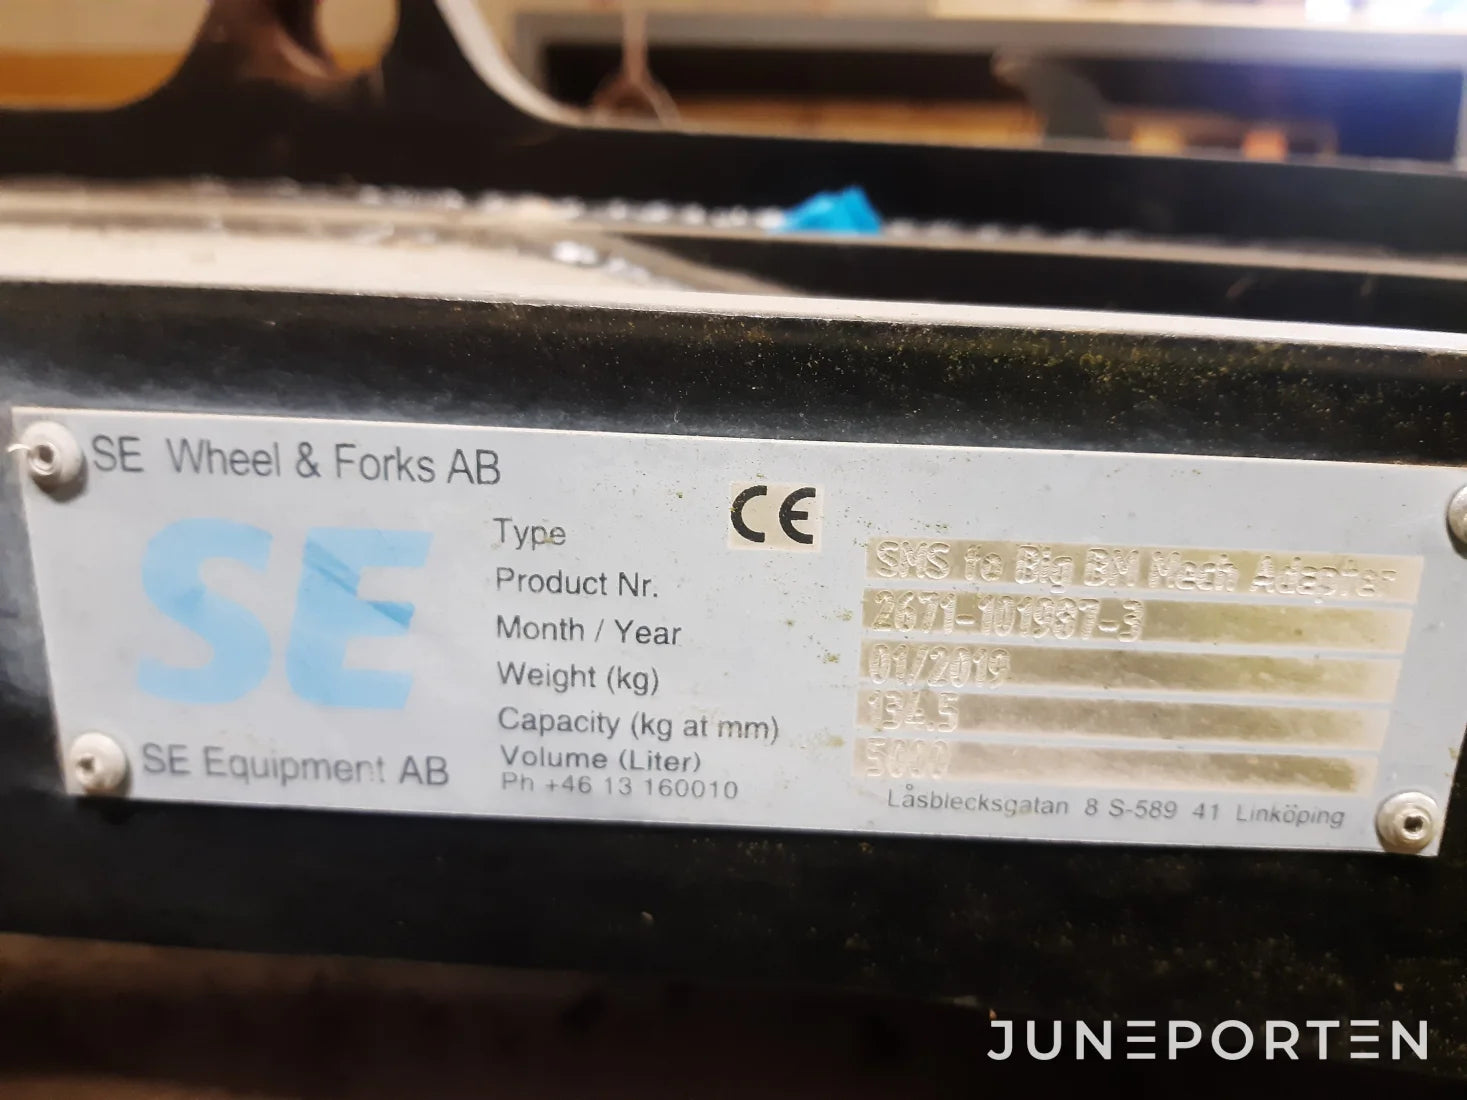 SE Wheel & Forks AB
CE
SE
Type SMS to Big BM Mech Adapter
Product Nr. 2671-101987-3
Month / Year 01/2019
Weight (kg) 134.5
Capacity (kg at mm) 5000
Volume (Liter)
SE Equipment AB
Ph +46 13 160010
Låsblecksgatan 8 S-589 41 Linköping
JUNEPORTEN